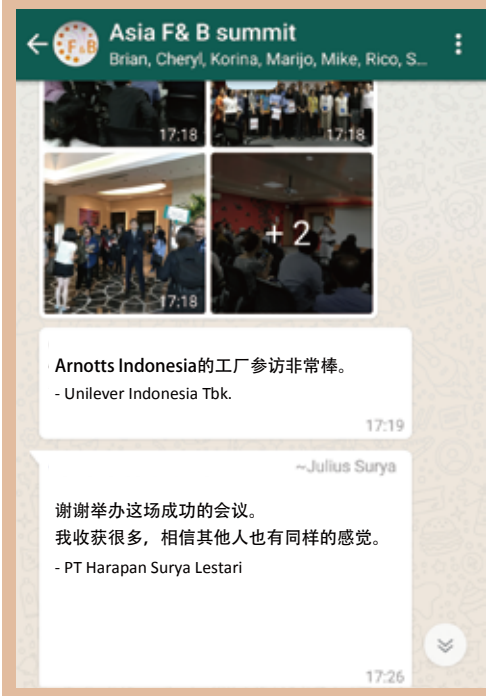 Asia F& B summit
F&B
Brian, Cheryl, Korina, Marijo, Mike, Rico, S...
17:18
17:18
17:18
+ 2
Arnotts Indonesia的工厂参访非常棒。
- Unilever Indonesia Tbk.
17:19
~Julius Surya
谢谢举办这场成功的会议。
我收获很多，相信其他人也有同样的感觉。
- PT Harapan Surya Lestari
17:26